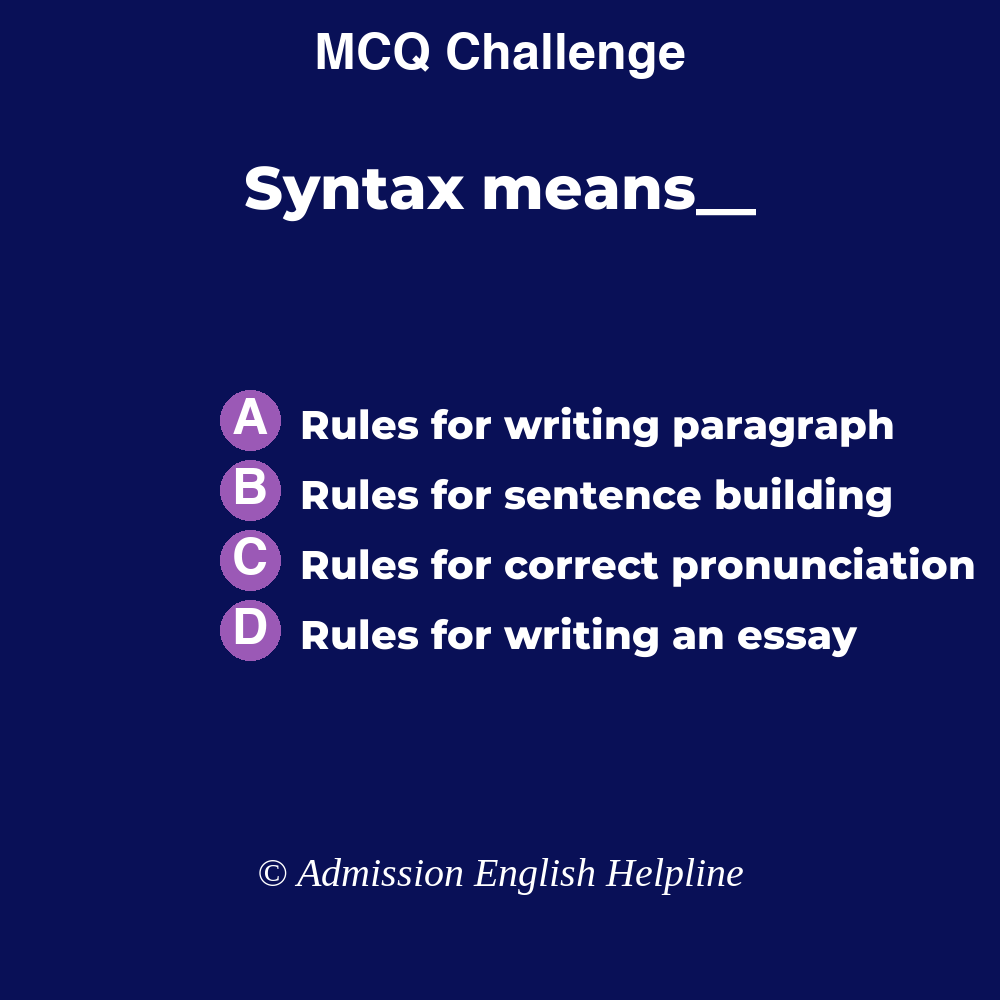 MCQ Challenge
Syntax means__
A Rules for writing paragraph
B Rules for sentence building
C Rules for correct pronunciation
D Rules for writing an essay
© Admission English Helpline